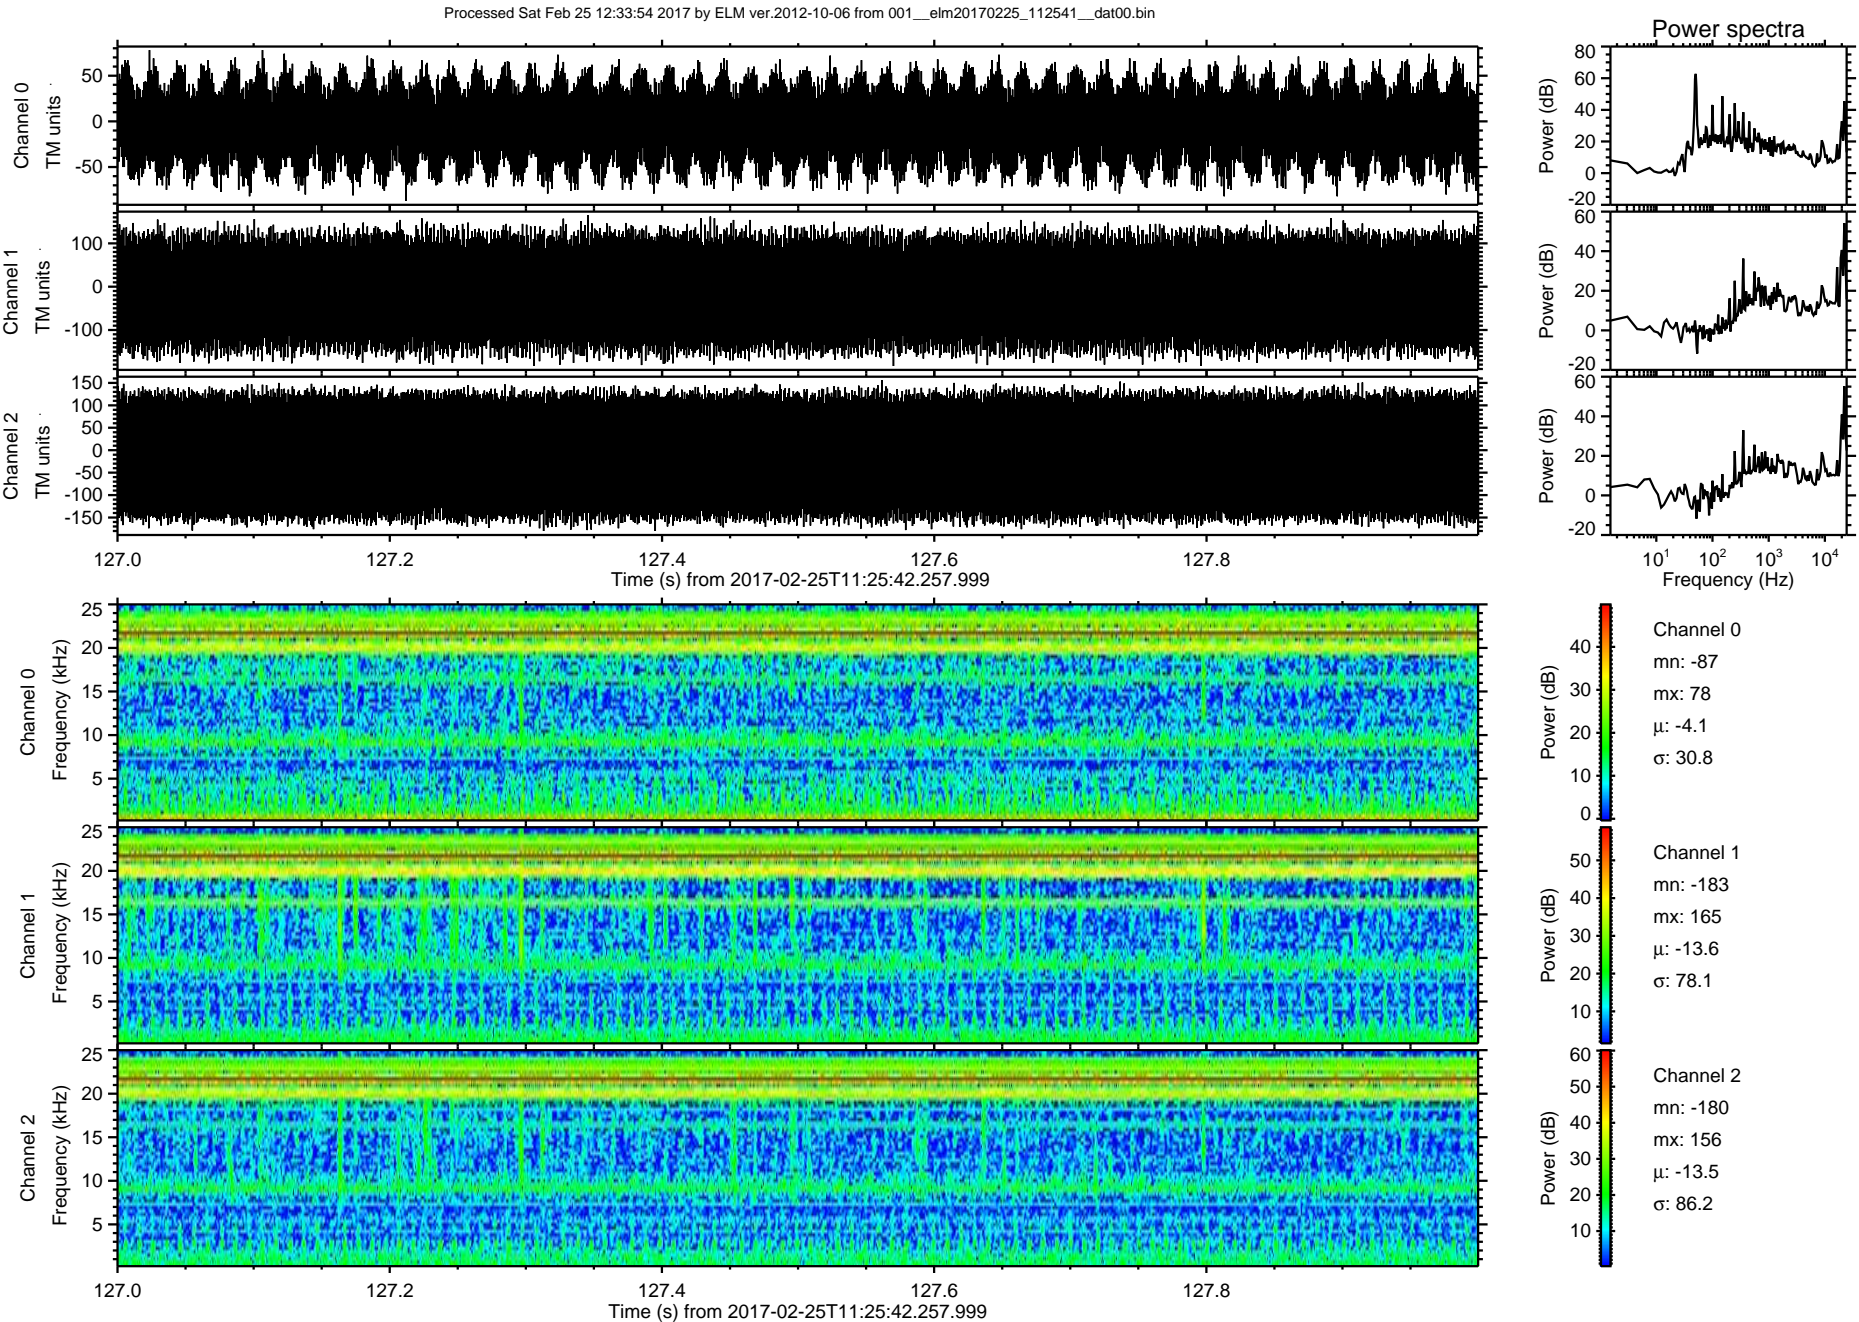 Processed Sat Feb 25 12:33:54 2017 by ELM ver.2012-10-06 from 001__elm20170225_112541__dat00.bin
Power spectra
Channel 0
TM units
50
0
-50
Power (dB)
80
60
40
20
0
-20
Channel 1
TM units
100
0
-100
Power (dB)
60
40
20
0
-20
Channel 2
TM units
150
100
50
0
-50
-100
-150
Power (dB)
60
40
20
0
-20
127.0 127.2 127.4 127.6 127.8
Time (s) from 2017-02-25T11:25:42.257.999
10¹ 10² 10³ 10⁴
Frequency (Hz)
Channel 0
Frequency (kHz)
25
20
15
10
5
Power (dB)
40
30
20
10
0
Channel 0
mn: -87
mx: 78
μ: -4.1
σ: 30.8
Channel 1
Frequency (kHz)
25
20
15
10
5
Power (dB)
50
40
30
20
10
Channel 1
mn: -183
mx: 165
μ: -13.6
σ: 78.1
Channel 2
Frequency (kHz)
25
20
15
10
5
Power (dB)
60
50
40
30
20
10
Channel 2
mn: -180
mx: 156
μ: -13.5
σ: 86.2
127.0 127.2 127.4 127.6 127.8
Time (s) from 2017-02-25T11:25:42.257.999